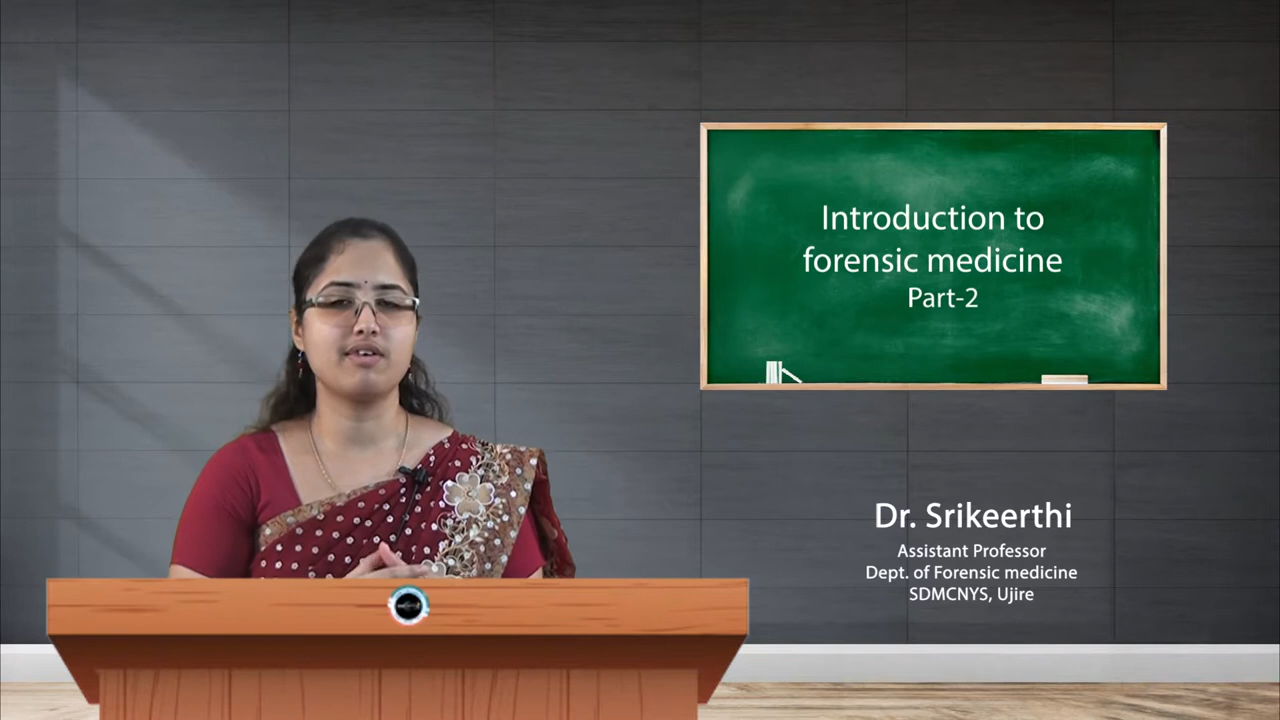 Introduction to
forensic medicine
Part-2
Dr. Srikeerthi
Assistant Professor
Dept. of Forensic medicine
SDMCNYS, Ujire